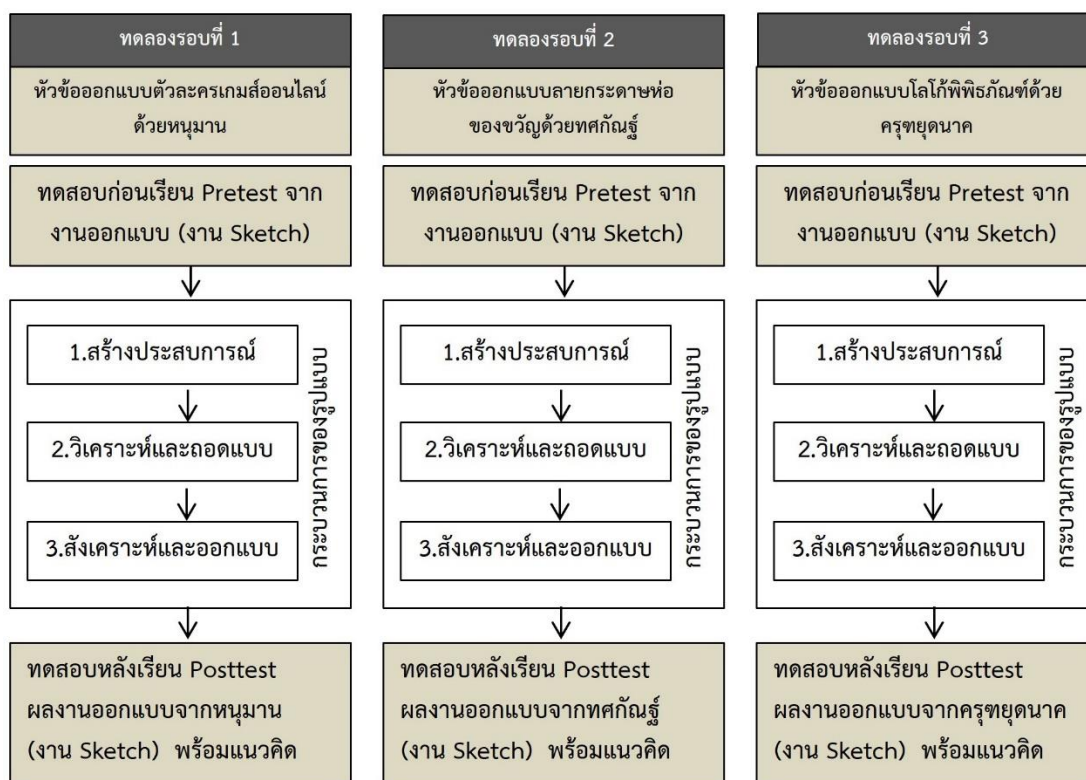 ทดลองรอบที่ 1
หัวข้อออกแบบตัวละครเกมส์ออนไลน์
ด้วยหนุมาน
ทดสอบก่อนเรียน Pretest จาก
งานออกแบบ (งาน Sketch)
1.สร้างประสบการณ์
2.วิเคราะห์และถอดแบบ
3.สังเคราะห์และออกแบบ
กระบวนการของรูปแบบ
ทดสอบหลังเรียน Posttest
ผลงานออกแบบจากหนุมาน
(งาน Sketch) พร้อมแนวคิด
ทดลองรอบที่ 2
หัวข้อออกแบบลายกระดาษห่อ
ของขวัญด้วยทศกัณฐ์
ทดสอบก่อนเรียน Pretest จาก
งานออกแบบ (งาน Sketch)
1.สร้างประสบการณ์
2.วิเคราะห์และถอดแบบ
3.สังเคราะห์และออกแบบ
กระบวนการของรูปแบบ
ทดสอบหลังเรียน Posttest
ผลงานออกแบบจากทศกัณฐ์
(งาน Sketch) พร้อมแนวคิด
ทดลองรอบที่ 3
หัวข้อออกแบบโลโก้พิพิธภัณฑ์ด้วย
ครุฑยุดนาค
ทดสอบก่อนเรียน Pretest จาก
งานออกแบบ (งาน Sketch)
1.สร้างประสบการณ์
2.วิเคราะห์และถอดแบบ
3.สังเคราะห์และออกแบบ
กระบวนการของรูปแบบ
ทดสอบหลังเรียน Posttest
ผลงานออกแบบจากครุฑยุดนาค
(งาน Sketch) พร้อมแนวคิด